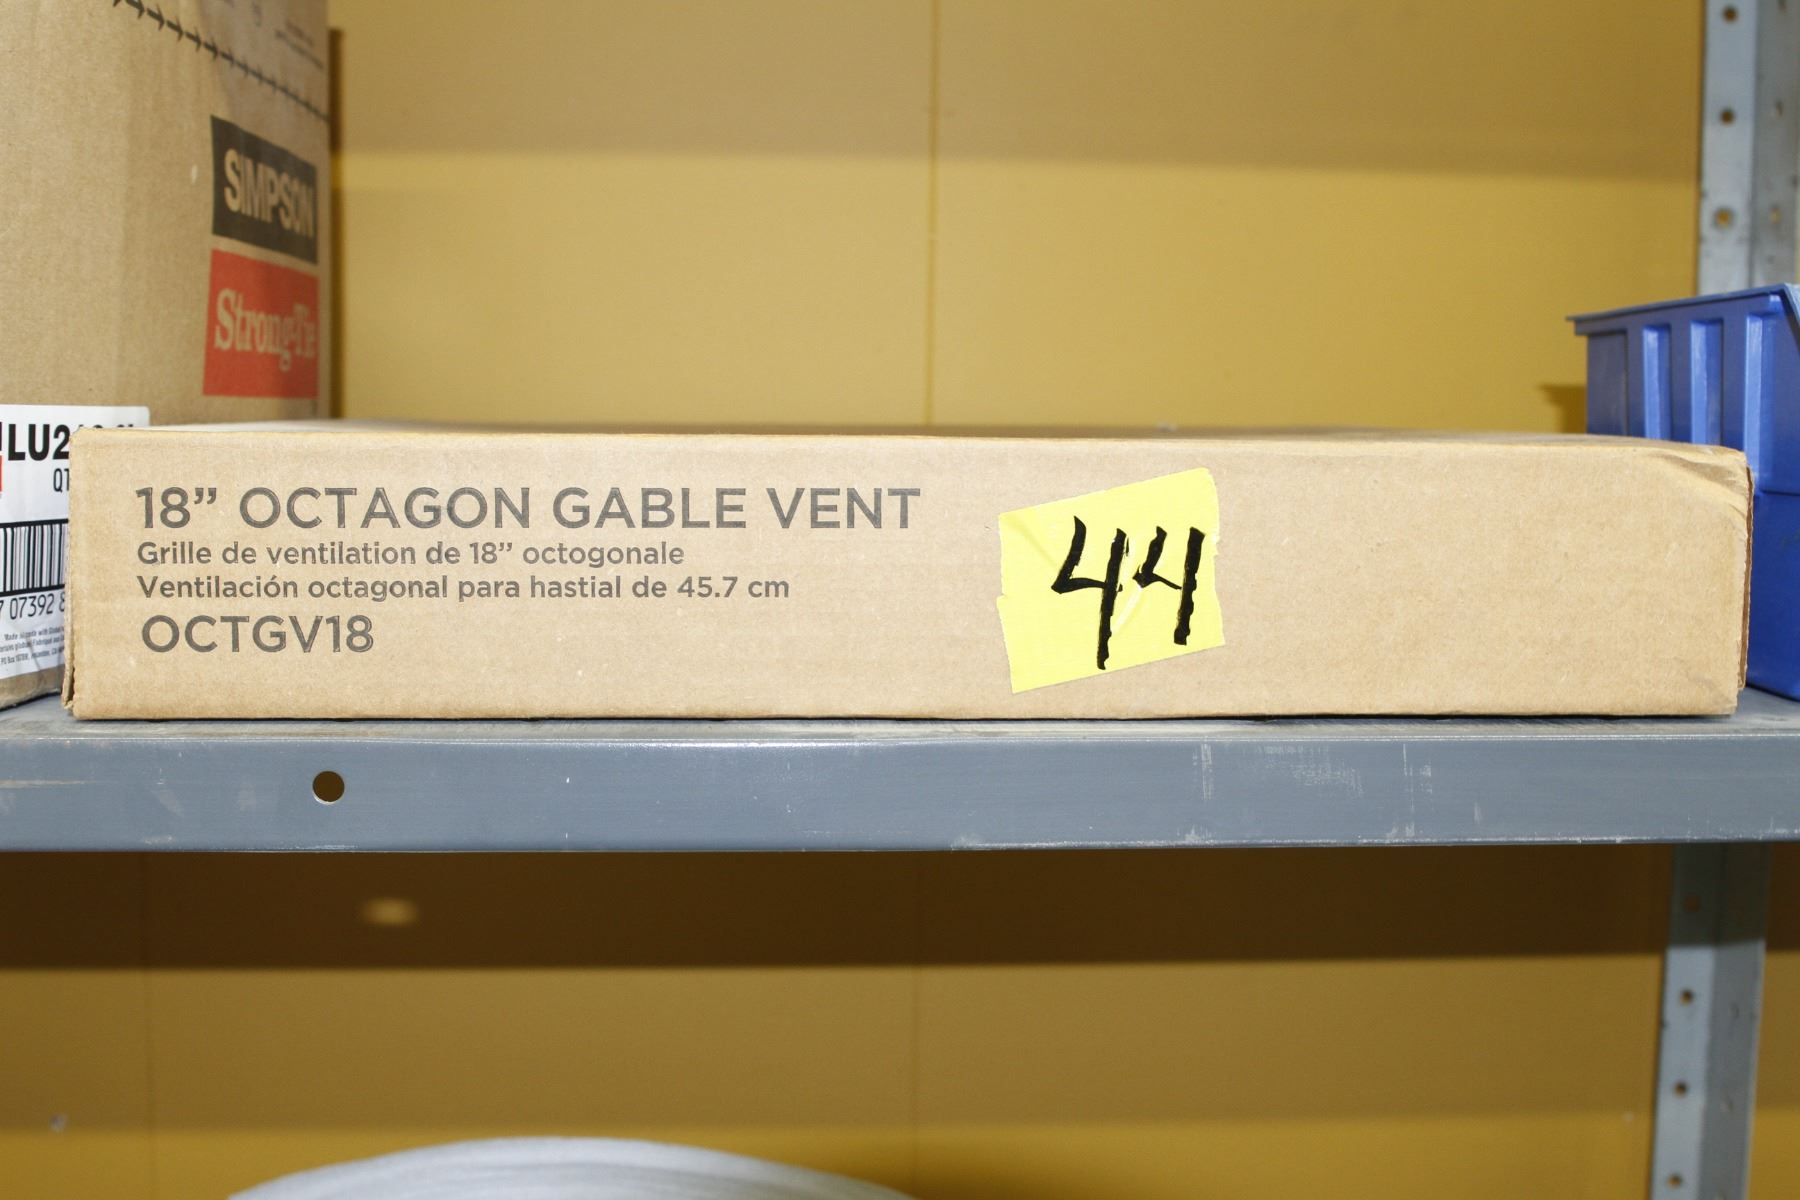 SIMPSON
Strong-Tie
18” OCTAGON GABLE VENT
Grille de ventilation de 18” octogonale
Ventilación octagonal para hastial de 45.7 cm
OCTGV18
44
07392